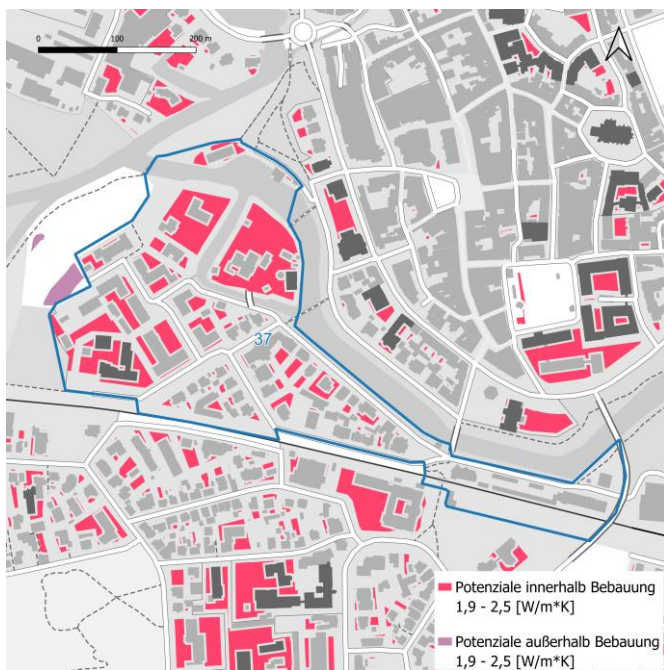 0 100 200 m
37
Potenziale innerhalb Bebauung
1,9 - 2,5 [W/m*K]
Potenziale außerhalb Bebauung
1,9 - 2,5 [W/m*K]